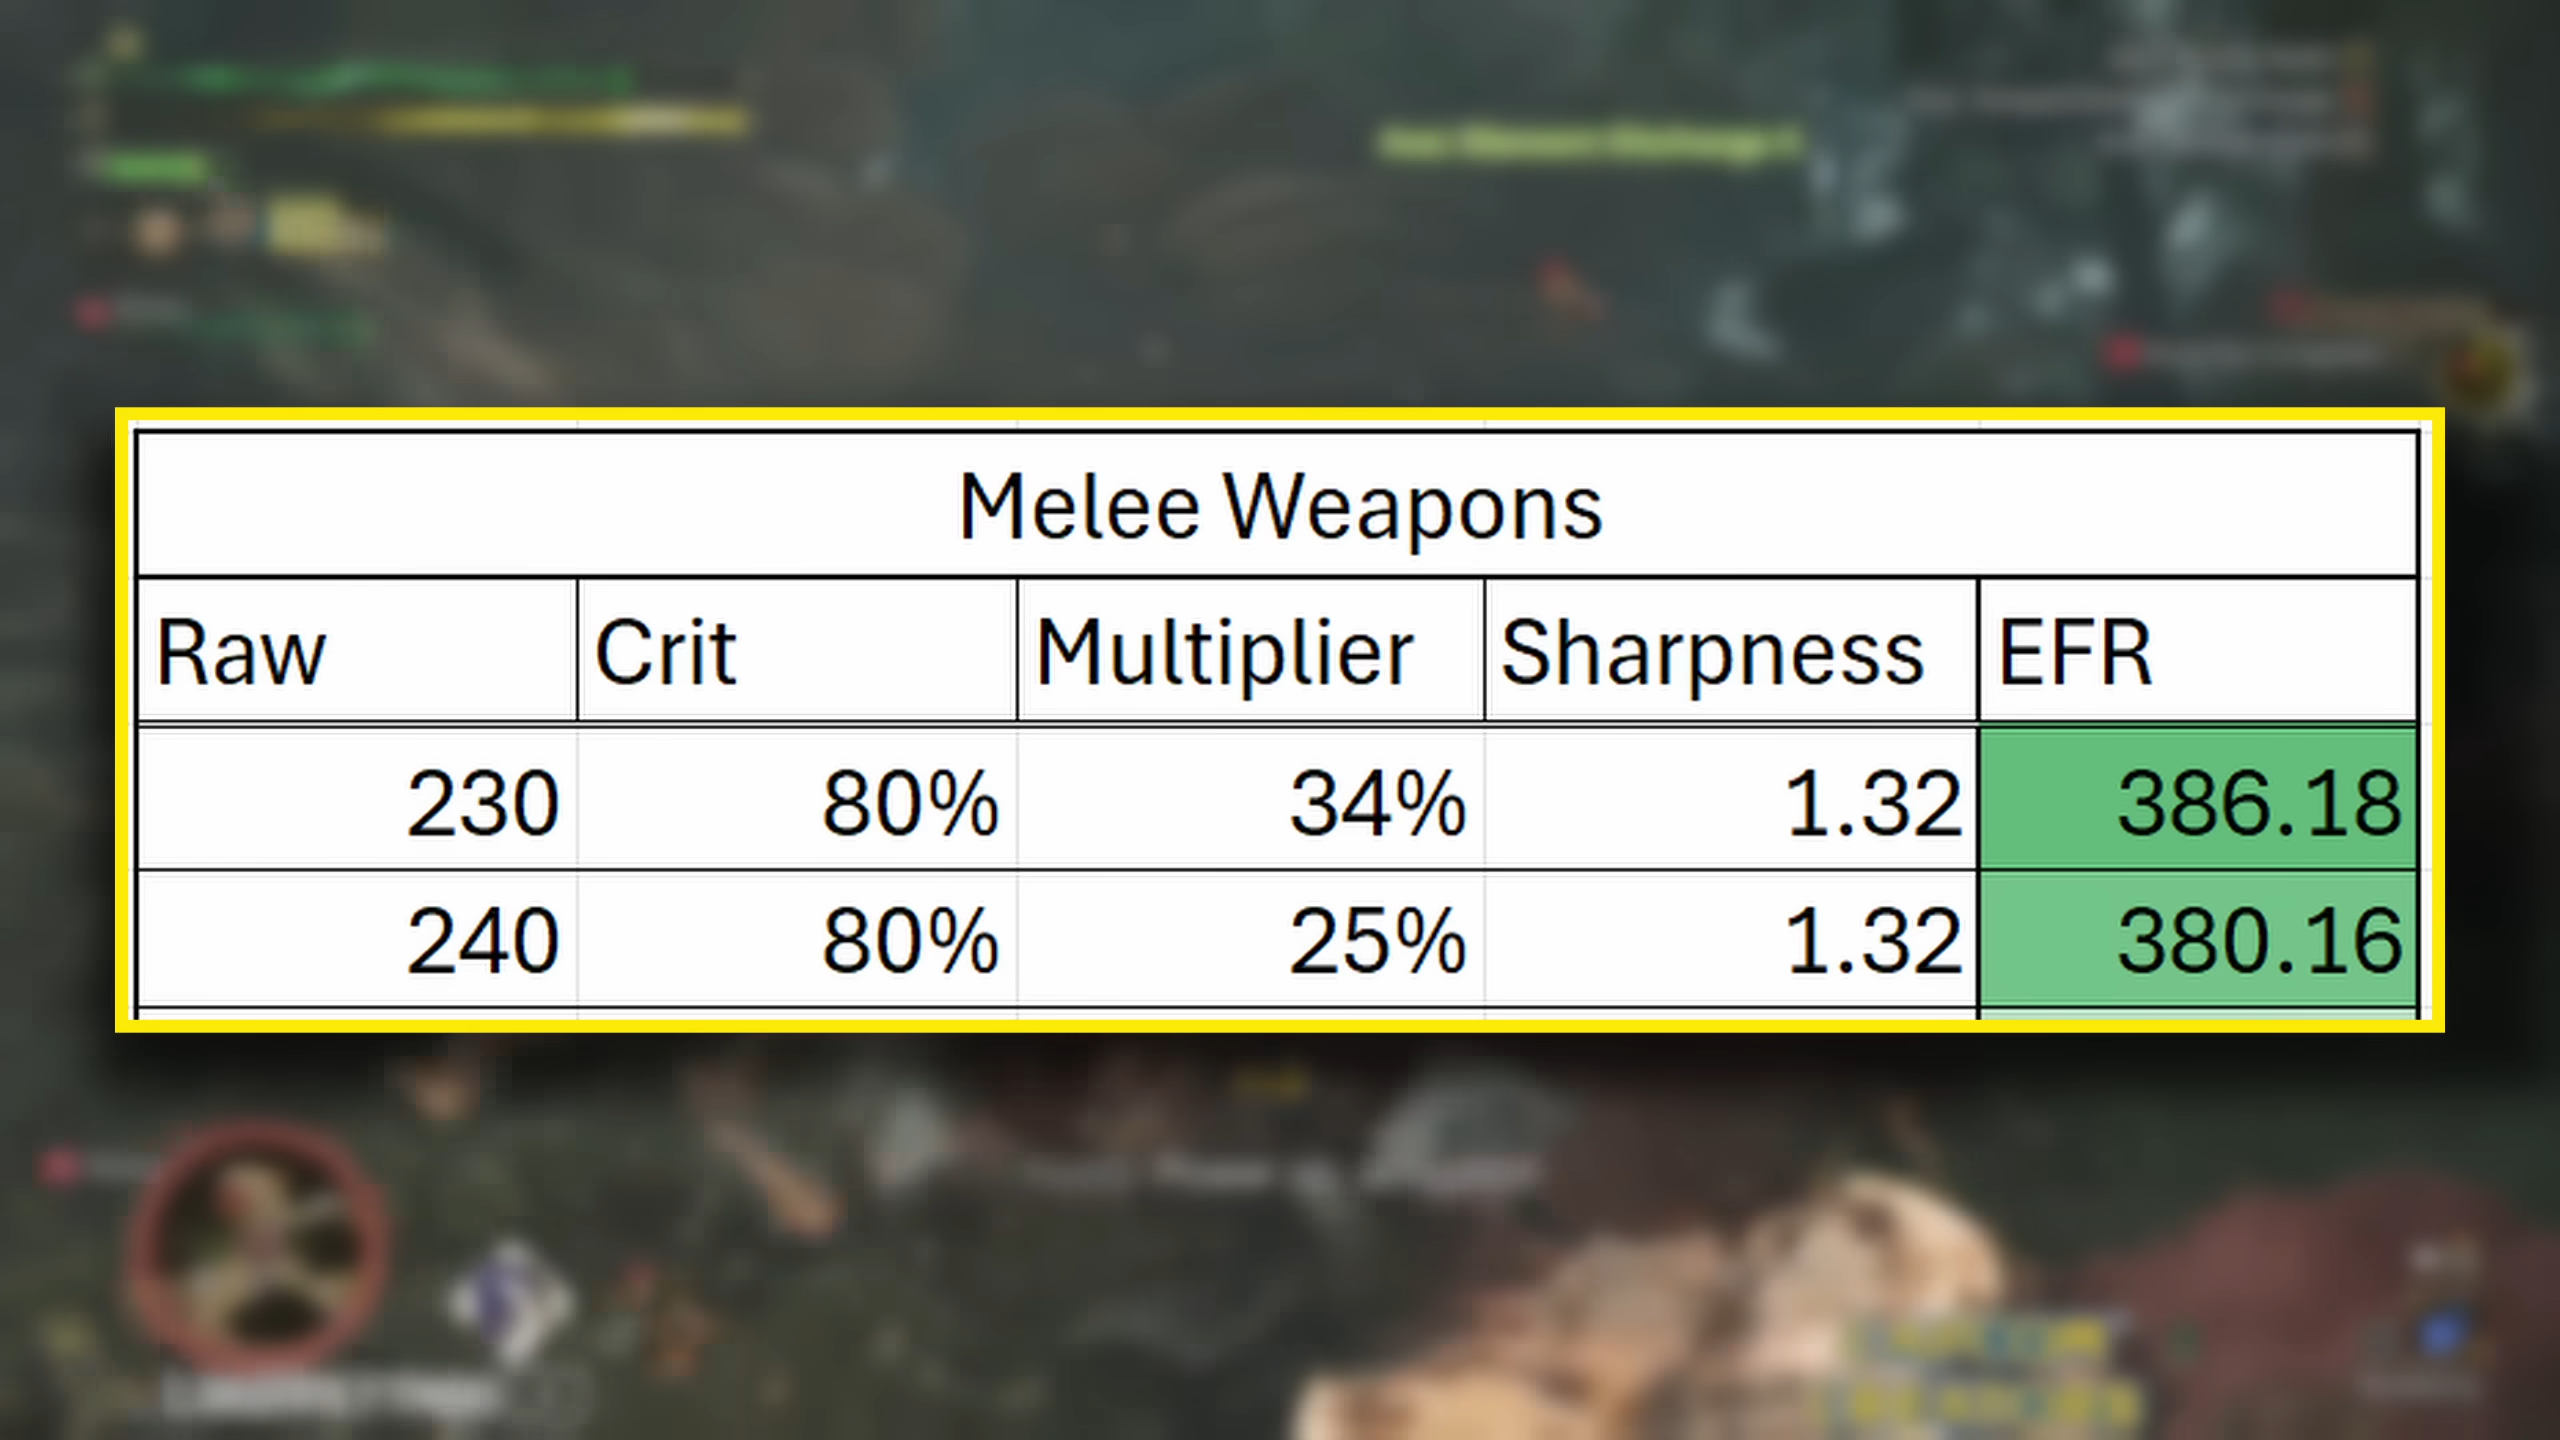 Melee Weapons
Raw Crit Multiplier Sharpness EFR
230 80% 34% 1.32 386.18
240 80% 25% 1.32 380.16